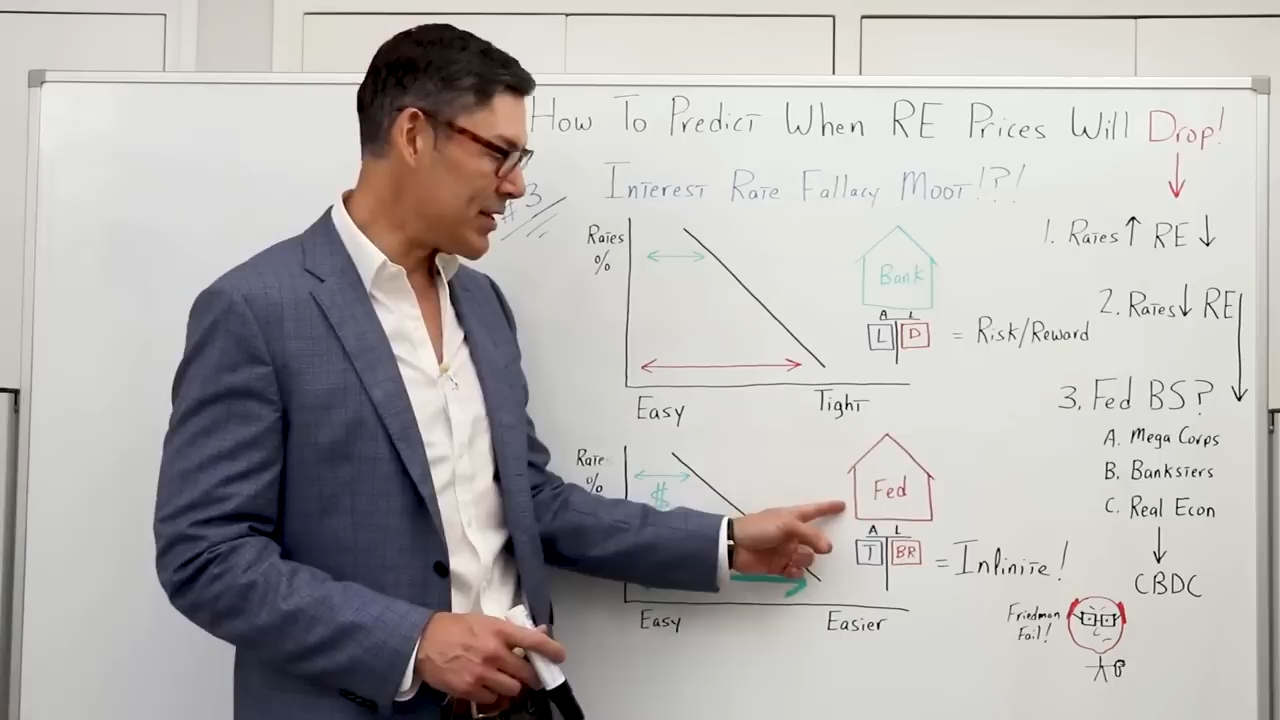 How To Predict When RE Prices Will Drop!
#3
Interest Rate Fallacy Moot!?!
Rates
%
Easy
Tight
Bank
A L
L D
= Risk/Reward
1. Rates ↑ RE ↓
2. Rates ↓ RE ↓
3. Fed BS?
A. Mega Corps
B. Banksters
C. Real Econ
↓
CBDC
Rate
%
$
Easy
Easier
Fed
A L
T BR
= Infinite!
Friedman
Fail!